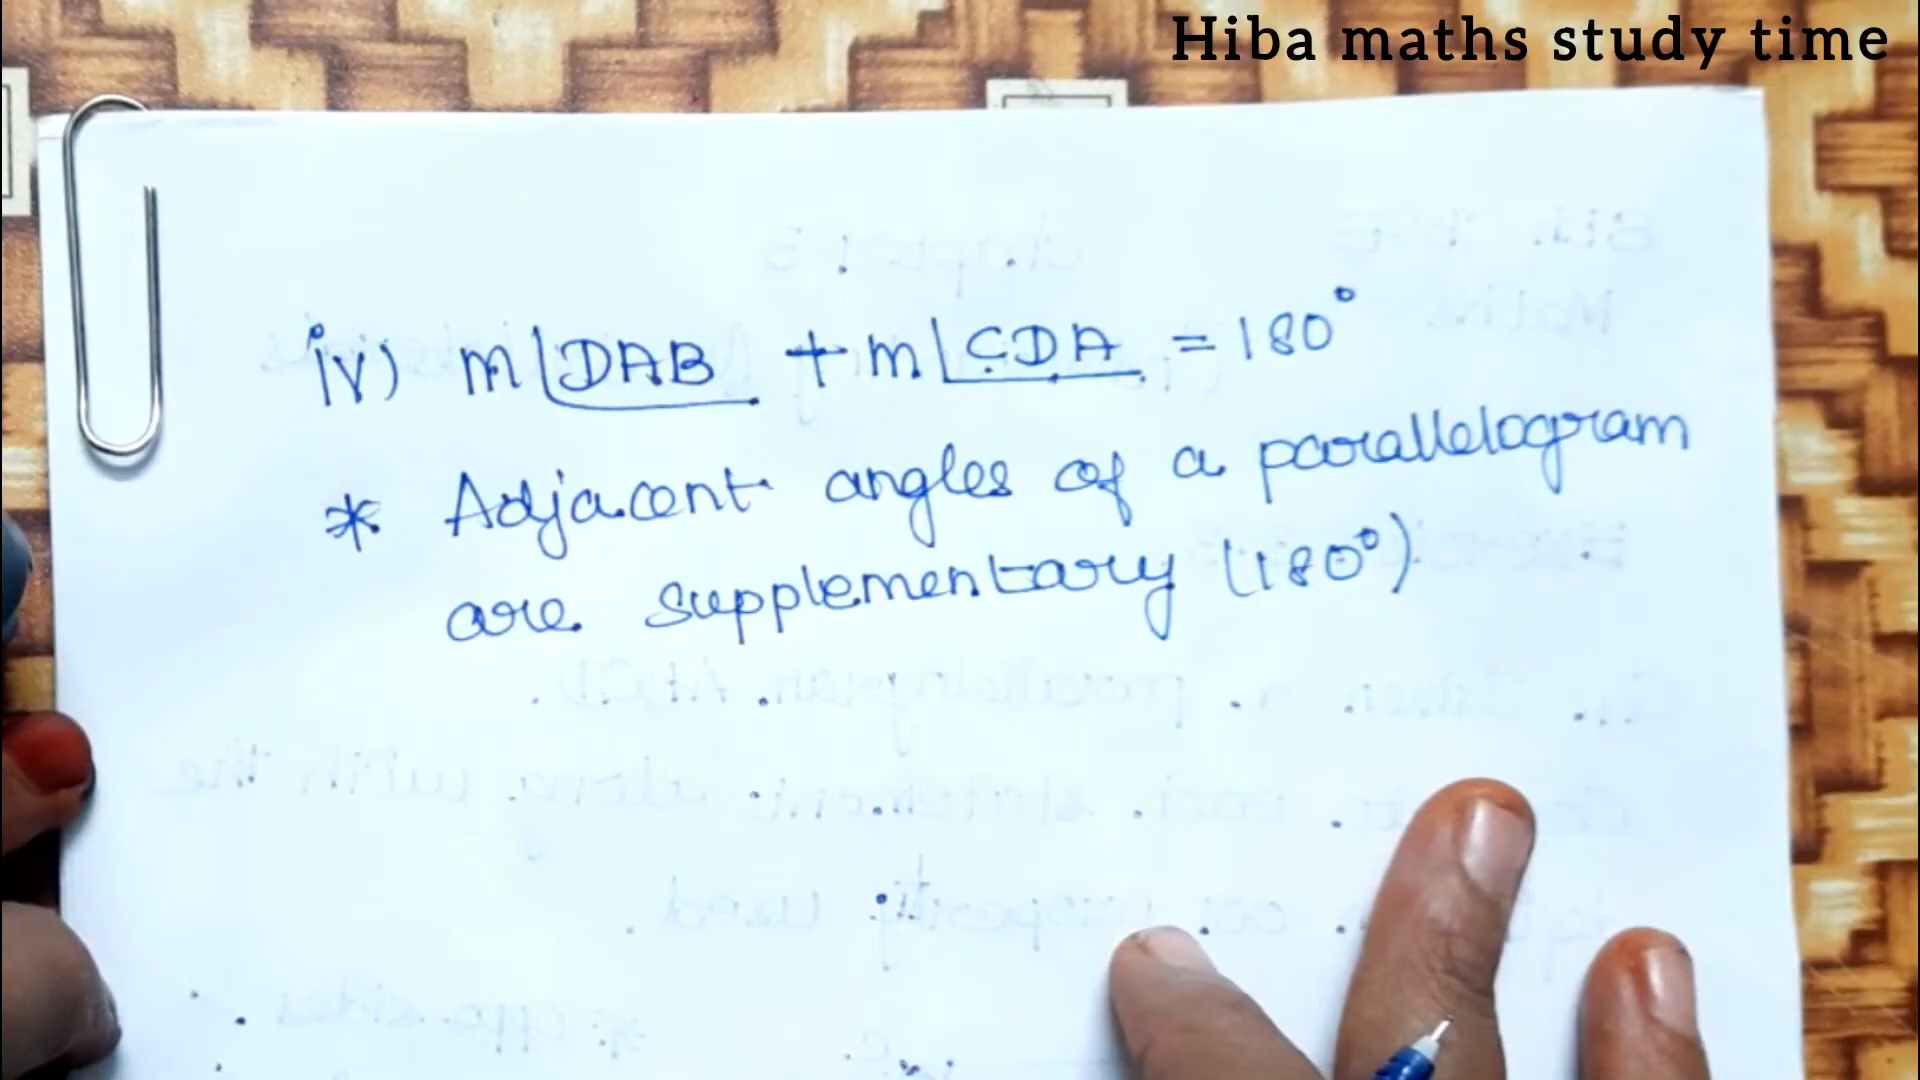 Hiba maths study time
iv) m∠DAB + m∠CDA = 180°
* Adjacent angles of a parallelogram
are supplementary (180°)